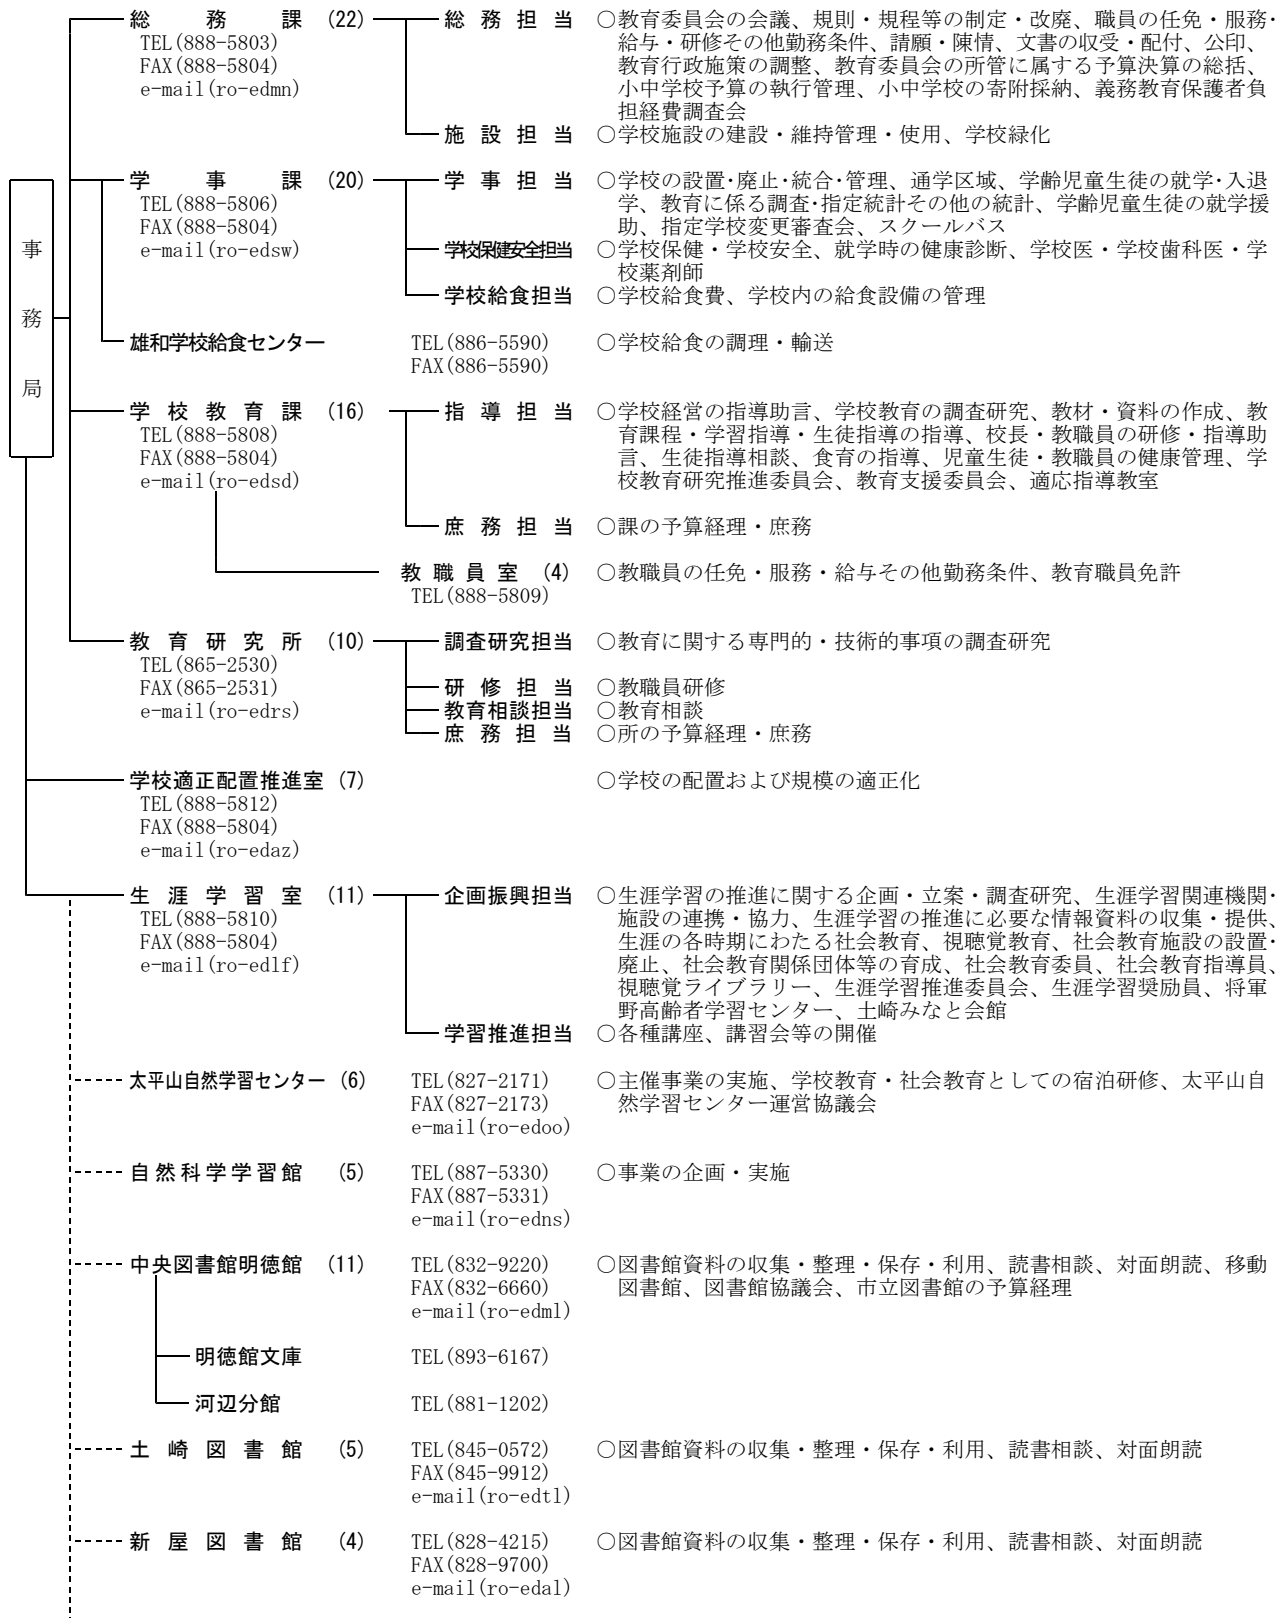 事務局
総務課 (22) 総務担当 ○教育委員会の会議、規則・規程等の制定・改廃、職員の任免・服務・
TEL(888-5803) 給与・研修その他勤務条件、請願・陳情、文書の収受・配付、公印、
FAX(888-5804) 教育行政施策の調整、教育委員会の所管に属する予算決算の総括、
e-mail(ro-edmn) 小中学校予算の執行管理、小中学校の寄附採納、義務教育保護者負
担経費調査会
施設担当 ○学校施設の建設・維持管理・使用、学校緑化
学事課 (20) 学事担当 ○学校の設置・廃止・統合・管理、通学区域、学齢児童生徒の就学・入退
TEL(888-5806) 学、教育に係る調査・指定統計その他の統計、学齢児童生徒の就学援
FAX(888-5804) 助、指定学校変更審査会、スクールバス
e-mail(ro-edsw) 学校保健安全担当 ○学校保健・学校安全、就学時の健康診断、学校医・学校歯科医・学
校薬剤師
学校給食担当 ○学校給食費、学校内の給食設備の管理
雄和学校給食センター TEL(886-5590) ○学校給食の調理・輸送
FAX(886-5590)
学校教育課 (16) 指導担当 ○学校経営の指導助言、学校教育の調査研究、教材・資料の作成、教
TEL(888-5808) 育課程・学習指導・生徒指導の指導、校長・教職員の研修・指導助
FAX(888-5804) 言、生徒指導相談、食育の指導、児童生徒・教職員の健康管理、学
e-mail(ro-edsd) 校教育研究推進委員会、教育支援委員会、適応指導教室
庶務担当 ○課の予算経理・庶務
教職員室 (4) ○教職員の任免・服務・給与その他勤務条件、教育職員免許
TEL(888-5809)
教育研究所 (10) 調査研究担当 ○教育に関する専門的・技術的事項の調査研究
TEL(865-2530)
FAX(865-2531) 研修担当 ○教職員研修
e-mail(ro-edrs) 教育相談担当 ○教育相談
庶務担当 ○所の予算経理・庶務
学校適正配置推進室 (7) ○学校の配置および規模の適正化
TEL(888-5812)
FAX(888-5804)
e-mail(ro-edaz)
生涯学習室 (11) 企画振興担当 ○生涯学習の推進に関する企画・立案・調査研究、生涯学習関連機関・
TEL(888-5810) 施設の連携・協力、生涯学習の推進に必要な情報資料の収集・提供、
FAX(888-5804) 生涯の各時期にわたる社会教育、視聴覚教育、社会教育施設の設置・
e-mail(ro-edlf) 廃止、社会教育関係団体等の育成、社会教育委員、社会教育指導員、
視聴覚ライブラリー、生涯学習推進委員会、生涯学習奨励員、将軍
野高齢者学習センター、土崎みなと会館
学習推進担当 ○各種講座、講習会等の開催
太平山自然学習センター (6) TEL(827-2171) ○主催事業の実施、学校教育・社会教育としての宿泊研修、太平山自
FAX(827-2173) 然学習センター運営協議会
e-mail(ro-edoo)
自然科学学習館 (5) TEL(887-5330) ○事業の企画・実施
FAX(887-5331)
e-mail(ro-edns)
中央図書館明徳館 (11) TEL(832-9220) ○図書館資料の収集・整理・保存・利用、読書相談、対面朗読、移動
FAX(832-6660) 図書館、図書館協議会、市立図書館の予算経理
e-mail(ro-edml)
明徳館文庫 TEL(893-6167)
河辺分館 TEL(881-1202)
土崎図書館 (5) TEL(845-0572) ○図書館資料の収集・整理・保存・利用、読書相談、対面朗読
FAX(845-9912)
e-mail(ro-edtl)
新屋図書館 (4) TEL(828-4215) ○図書館資料の収集・整理・保存・利用、読書相談、対面朗読
FAX(828-9700)
e-mail(ro-edal)